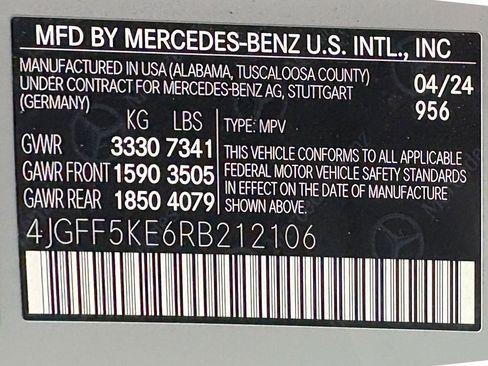 MFD BY MERCEDES-BENZ U.S. INTL., INC
MANUFACTURED IN USA (ALABAMA, TUSCALOOSA COUNTY)
UNDER CONTRACT FOR MERCEDES-BENZ AG, STUTTGART
(GERMANY)
04/24
956
KG LBS
GVWR 3330 7341
GAWR FRONT 1590 3505
GAWR REAR 1850 4079
TYPE: MPV
THIS VEHICLE CONFORMS TO ALL APPLICABLE
FEDERAL MOTOR VEHICLE SAFETY STANDARDS
IN EFFECT ON THE DATE OF MANUFACTURE
SHOWN ABOVE.
4JGFF5KE6RB212106